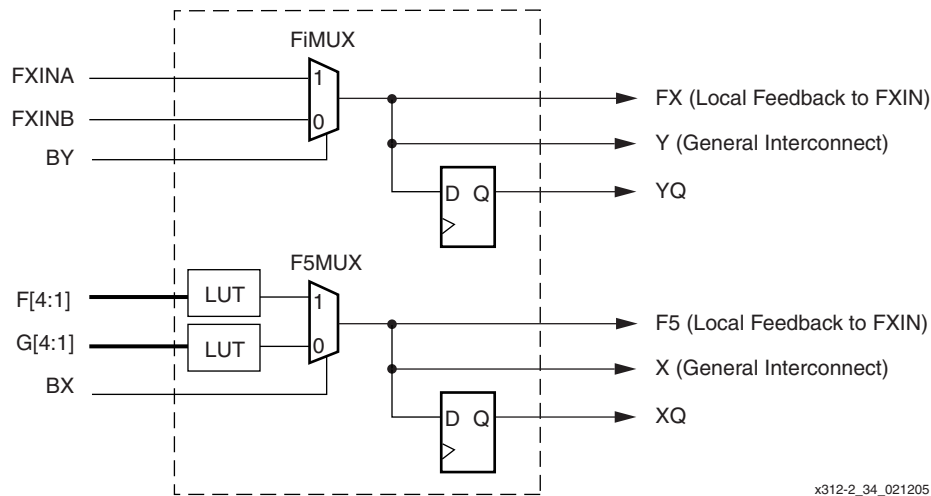 FiMUX
FXINA
1
FX (Local Feedback to FXIN)
FXINB
0
Y (General Interconnect)
BY
D Q
YQ
F5MUX
F[4:1]
LUT
1
F5 (Local Feedback to FXIN)
G[4:1]
LUT
0
X (General Interconnect)
BX
D Q
XQ
x312-2_34_021205